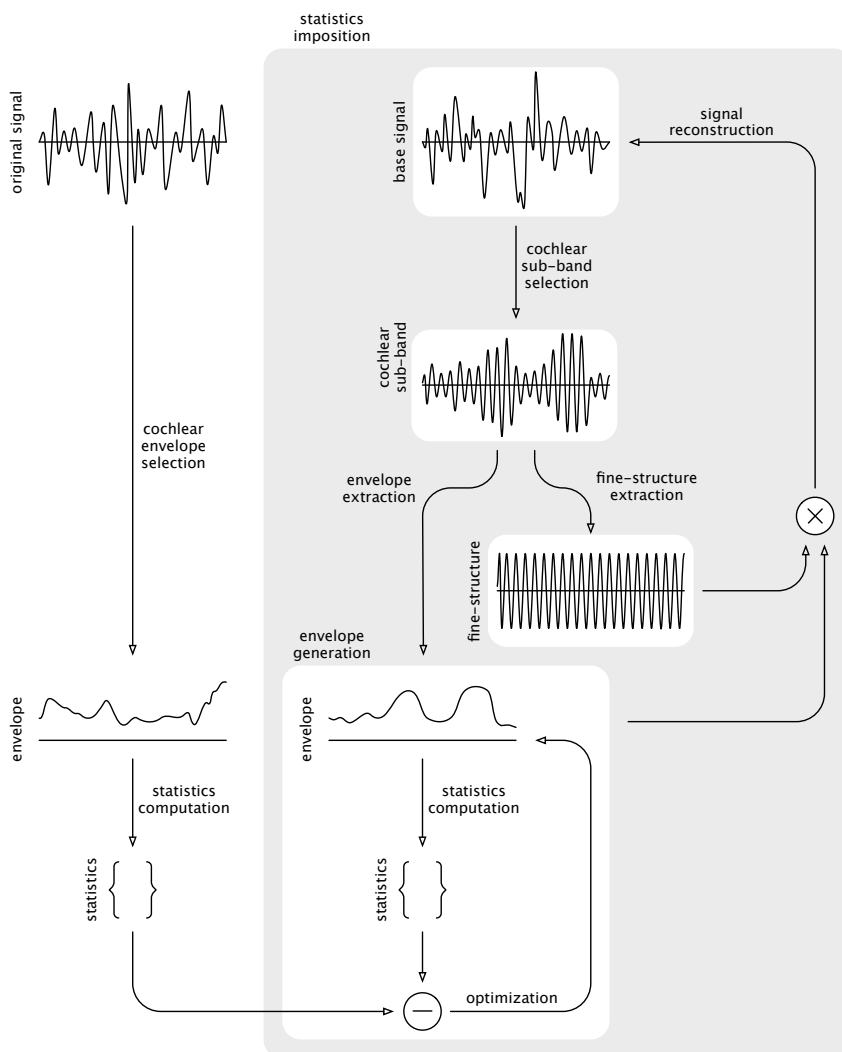 statistics
imposition
original signal
base signal
signal
reconstruction
cochlear
sub-band
selection
cochlear
sub-band
cochlear
envelope
selection
envelope
extraction
fine-structure
extraction
fine-structure
envelope
generation
envelope
envelope
statistics
computation
statistics
computation
statistics
statistics
optimization